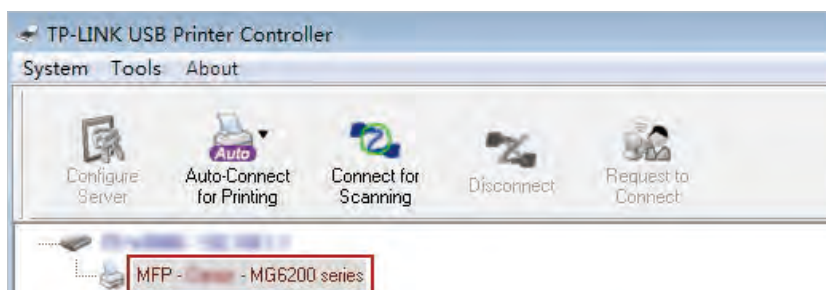 TP-LINK USB Printer Controller
System Tools About
Configure Server
Auto
Auto-Connect for Printing
Connect for Scanning
Disconnect
Request to Connect
MFP - - MG6200 series